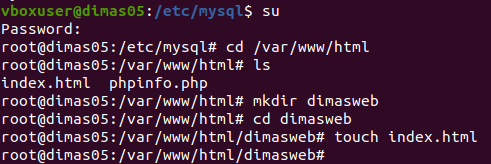 vboxuser@dimas05:/etc/mysql$ su
Password:
root@dimas05:/etc/mysql# cd /var/www/html
root@dimas05:/var/www/html# ls
index.html  phpinfo.php
root@dimas05:/var/www/html# mkdir dimasweb
root@dimas05:/var/www/html# cd dimasweb
root@dimas05:/var/www/html/dimasweb# touch index.html
root@dimas05:/var/www/html/dimasweb#